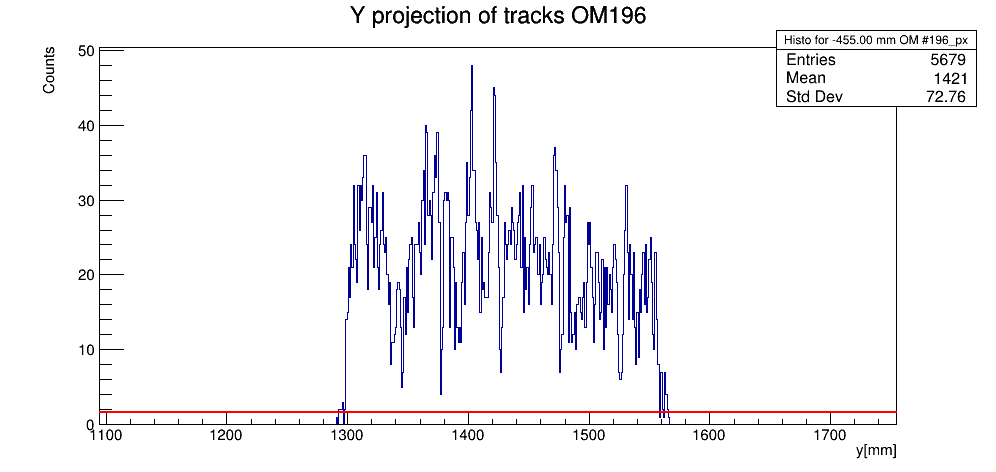 Y projection of tracks OM196
Histo for -455.00 mm OM #196_px
Entries 5679
Mean 1421
Std Dev 72.76
Counts
50
40
30
20
10
0
1100 1200 1300 1400 1500 1600 1700
y[mm]